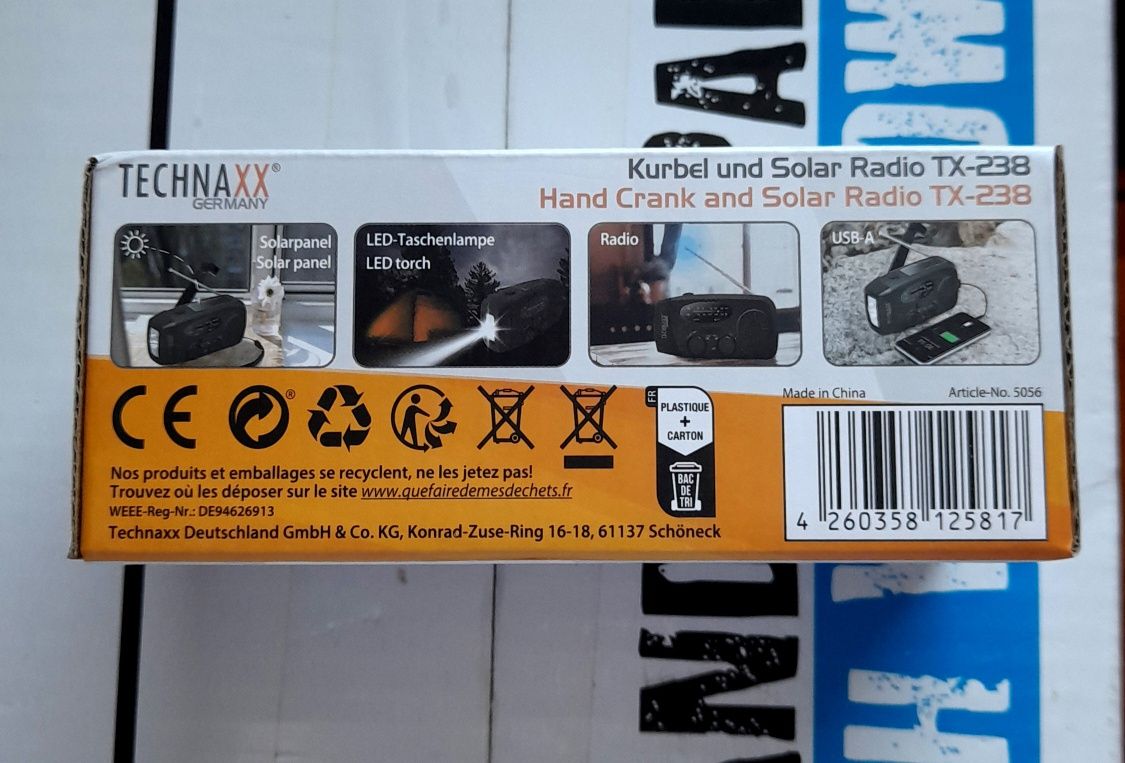 TECHNAXX®
GERMANY
Kurbel und Solar Radio TX-238
Hand Crank and Solar Radio TX-238
Solarpanel
Solar panel
LED-Taschenlampe
LED torch
Radio
USB-A
CE
FR
PLASTIQUE
+
CARTON
BAC
DE
TRI
Made in China
Article-No. 5056
Nos produits et emballages se recyclent, ne les jetez pas!
Trouvez où les déposer sur le site www.quefairedemesdechets.fr
WEEE-Reg-Nr.: DE94626913
Technaxx Deutschland GmbH & Co. KG, Konrad-Zuse-Ring 16-18, 61137 Schöneck
4 260358 125817